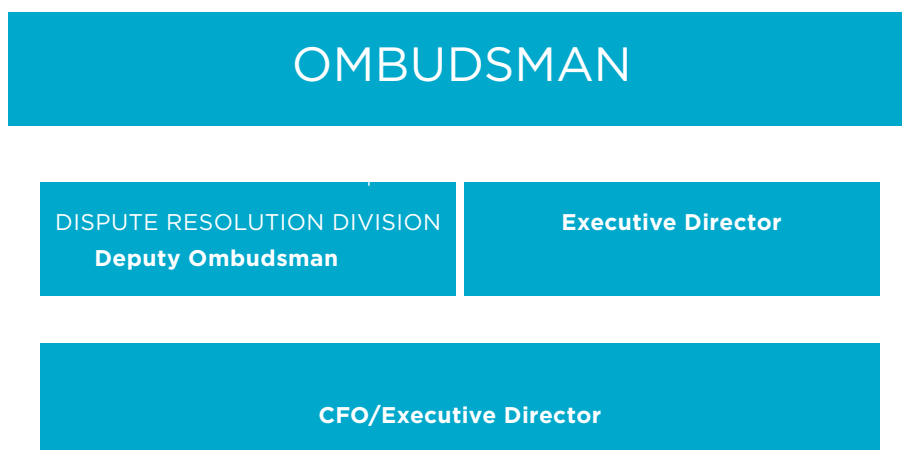 OMBUDSMAN
DISPUTE RESOLUTION DIVISION
Deputy Ombudsman
Executive Director
CFO/Executive Director